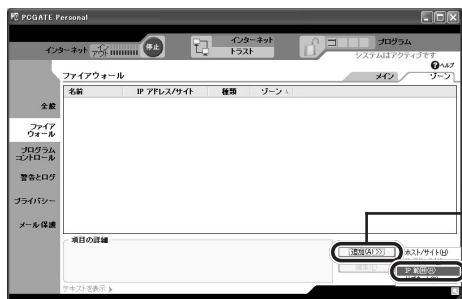 PCGATE Personal
インターネット
アウト
停止
インターネット
トラスト
プログラム
システムはアクティブです
ヘルプ
ファイアウォール
メイン
ゾーン
名前
IP アドレス/サイト
種類
ゾーン
全般
ファイア
ウォール
プログラム
コントロール
警告とログ
プライバシー
メール保護
項目の詳細
追加(A) >>
ホスト/サイト(H)
IP 範囲(R)
テキストを表示